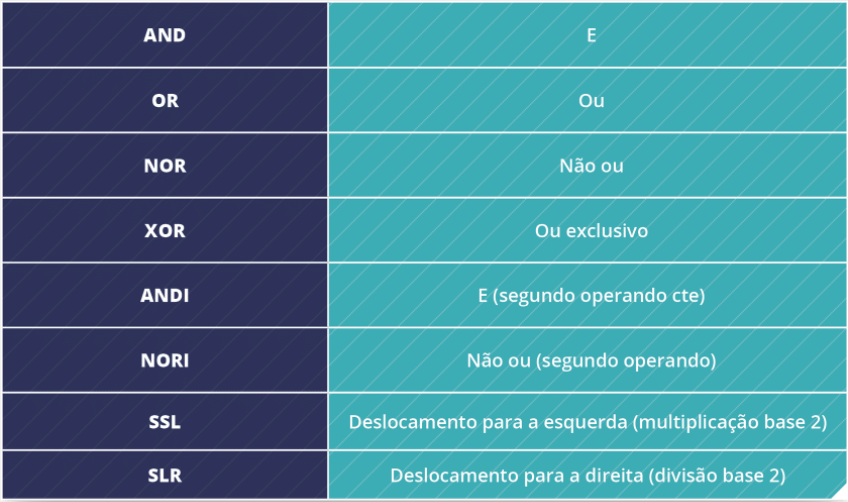 AND E
OR Ou
NOR Não ou
XOR Ou exclusivo
ANDI E (segundo operando cte)
NORI Não ou (segundo operando)
SSL Deslocamento para a esquerda (multiplicação base 2)
SLR Deslocamento para a direita (divisão base 2)